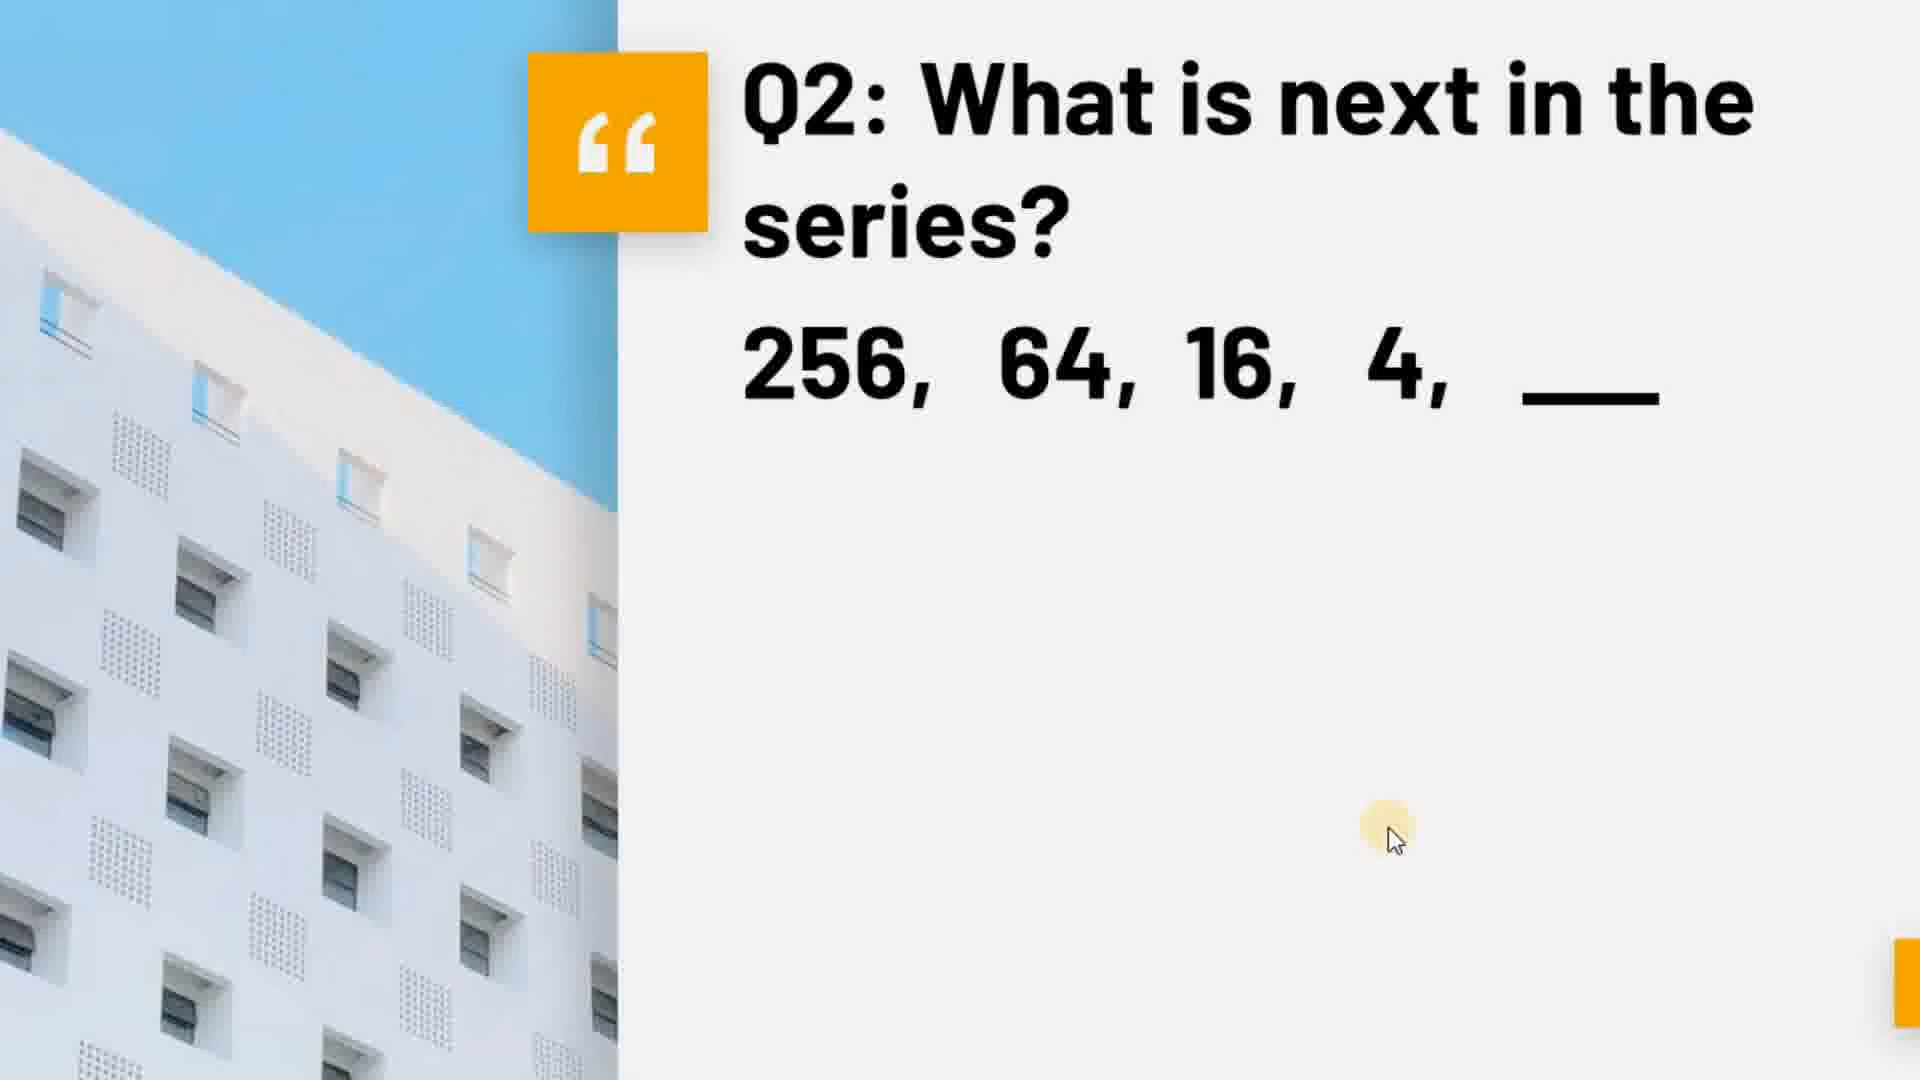 “
Q2: What is next in the
series?
256, 64, 16, 4, ___